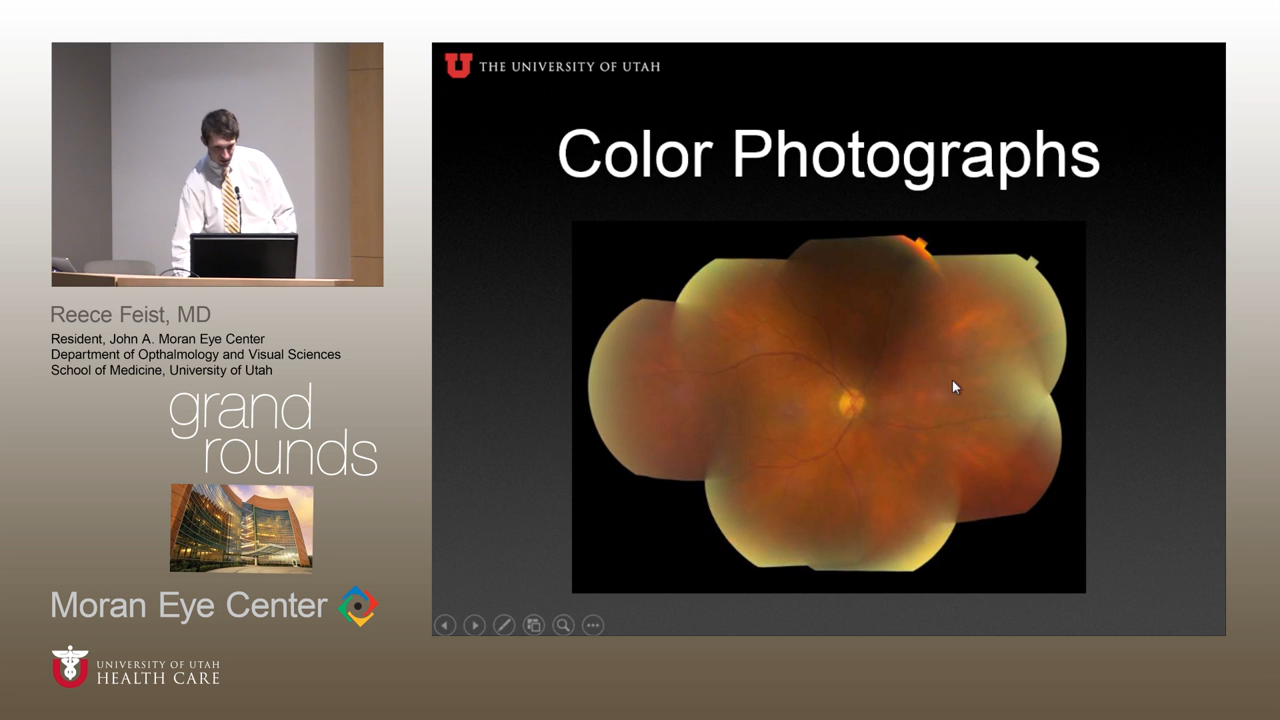 THE UNIVERSITY OF UTAH
Color Photographs
Reece Feist, MD
Resident, John A. Moran Eye Center
Department of Opthalmology and Visual Sciences
School of Medicine, University of Utah
grand
rounds
Moran Eye Center
UNIVERSITY OF UTAH
HEALTH CARE